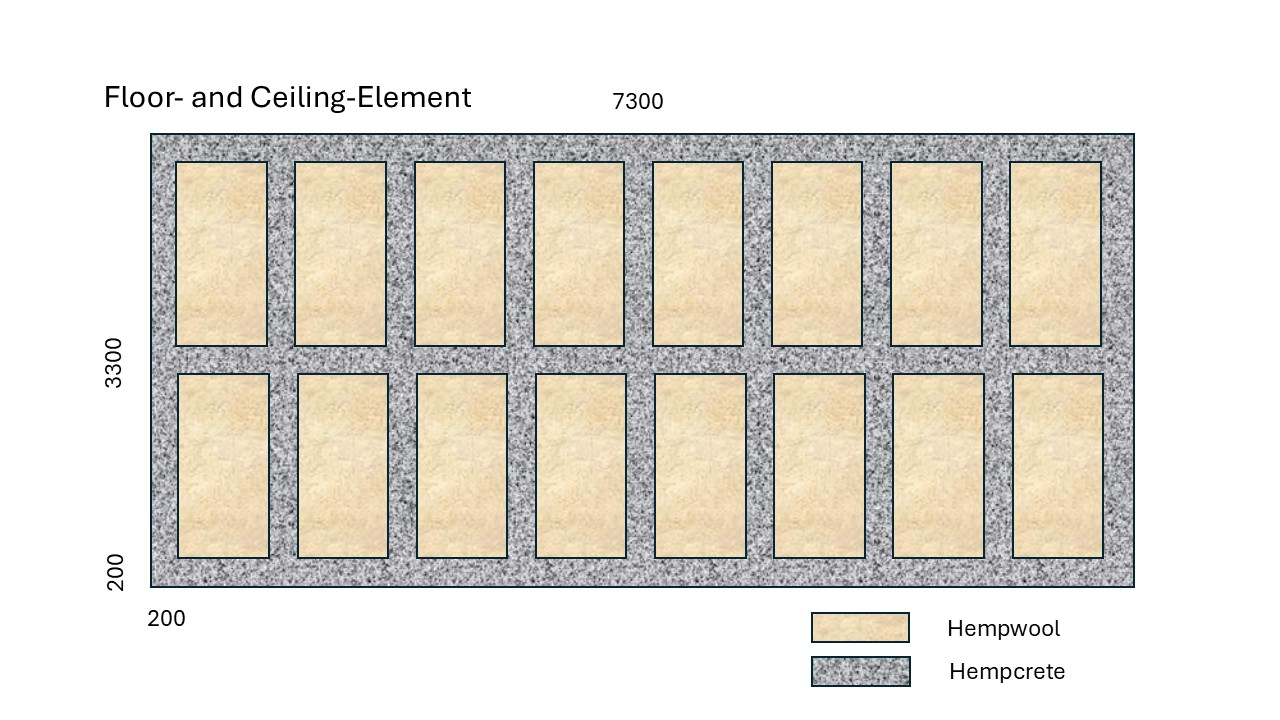 Floor- and Ceiling-Element
7300
3300
200
200
Hempwool
Hempcrete